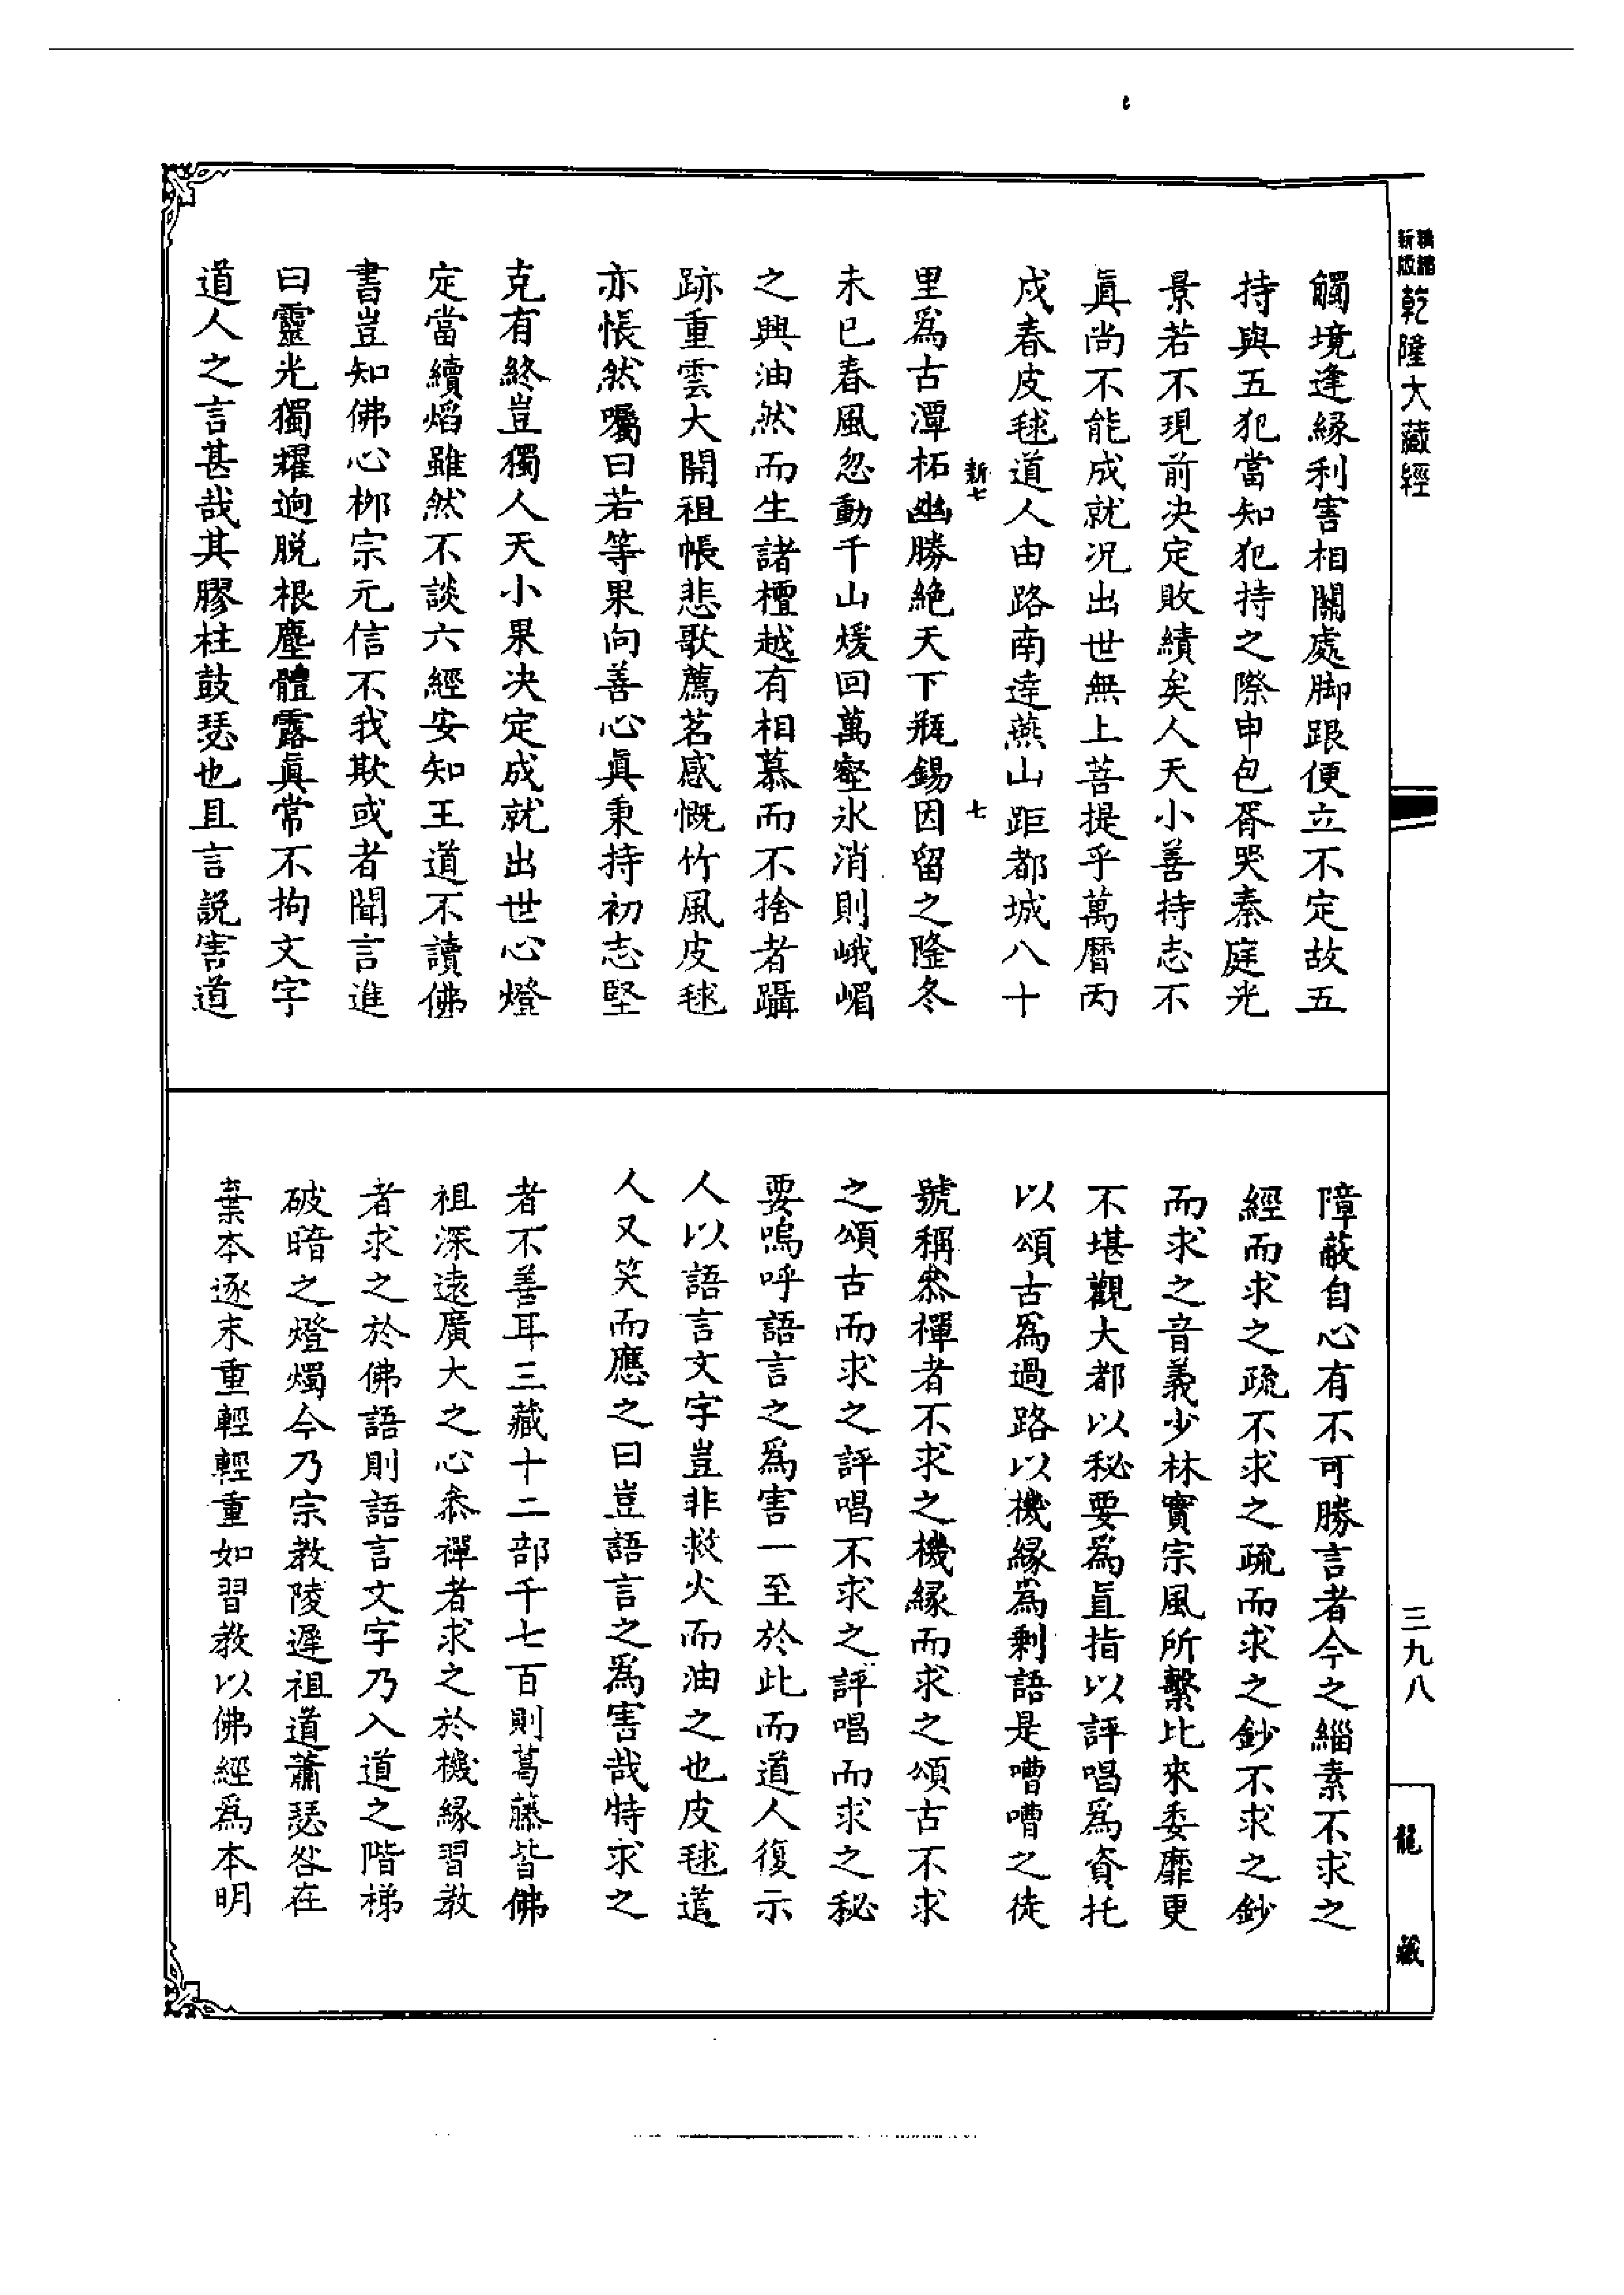 新版
精縮
乾隆大藏經
觸境逢緣利害相關處脚跟便立不定故五
持與五犯當知犯持之際申包胥哭秦庭光
景若不現前决定敗績矣人天小善持志不
眞尚不能成就况出世無上菩提乎萬曆丙
戍春皮毬道人由路南達燕山距都城八十
新七
七
里爲古潭柘幽勝絶天下瓶錫因留之隆冬
未已春風忽動千山煖回萬壑氷消則峨嵋
之興油然而生諸檀越有相慕而不捨者躡
跡重雲大開祖帳悲歌薦茗感慨竹風皮毬
亦悵然囑曰若等果向善心眞秉持初志堅
克有終豈獨人天小果决定成就出世心燈
定當續焰雖然不談六經安知王道不讀佛
書豈知佛心栁宗元信不我欺或者聞言進
曰靈光獨耀逈脱根塵體露眞常不拘文字
道人之言甚哉其膠柱鼓瑟也且言説害道
三九八
龍藏
障蔽自心有不可勝言者今之緇素不求之
經而求之疏不求之疏而求之鈔不求之鈔
而求之音義少林實宗風所繫比來委靡更
不堪觀大都以秘要爲直指以評唱爲資托
以頌古爲過路以機緣爲剩語是嘈嘈之徒
號稱叅禪者不求之機緣而求之頌古不求
之頌古而求之評唱不求之評唱而求之秘
要嗚呼語言之爲害一至於此而道人復示
人以語言文字豈非救火而油之也皮毬道
人又笑而應之曰豈語言之爲害哉特求之
者不善耳三藏十二部千七百則葛藤皆佛
祖深遠廣大之心叅禪者求之於機緣習教
者求之於佛語則語言文字乃入道之階梯
破暗之燈燭今乃宗教陵遲祖道蕭瑟咎在
棄本逐末重輕輕重如習教以佛經爲本明